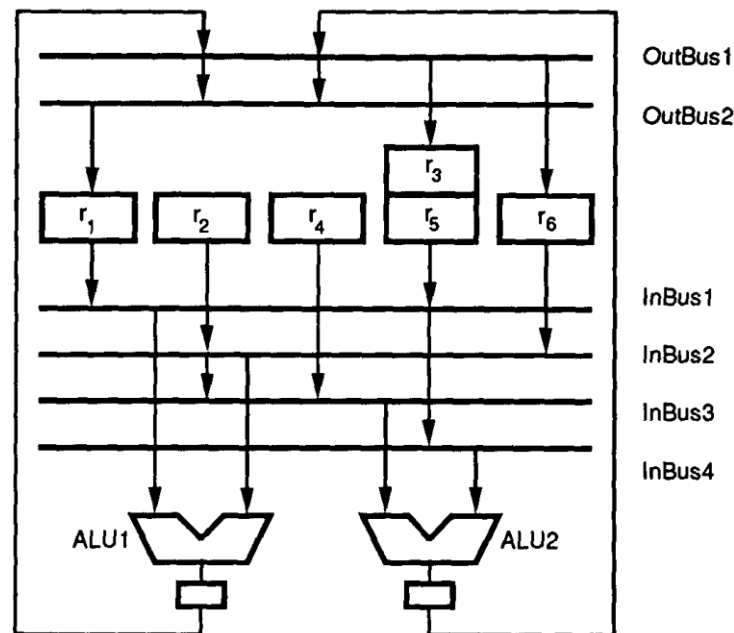 OutBus1
OutBus2
r3
r1
r2
r4
r5
r6
InBus1
InBus2
InBus3
InBus4
ALU1
ALU2